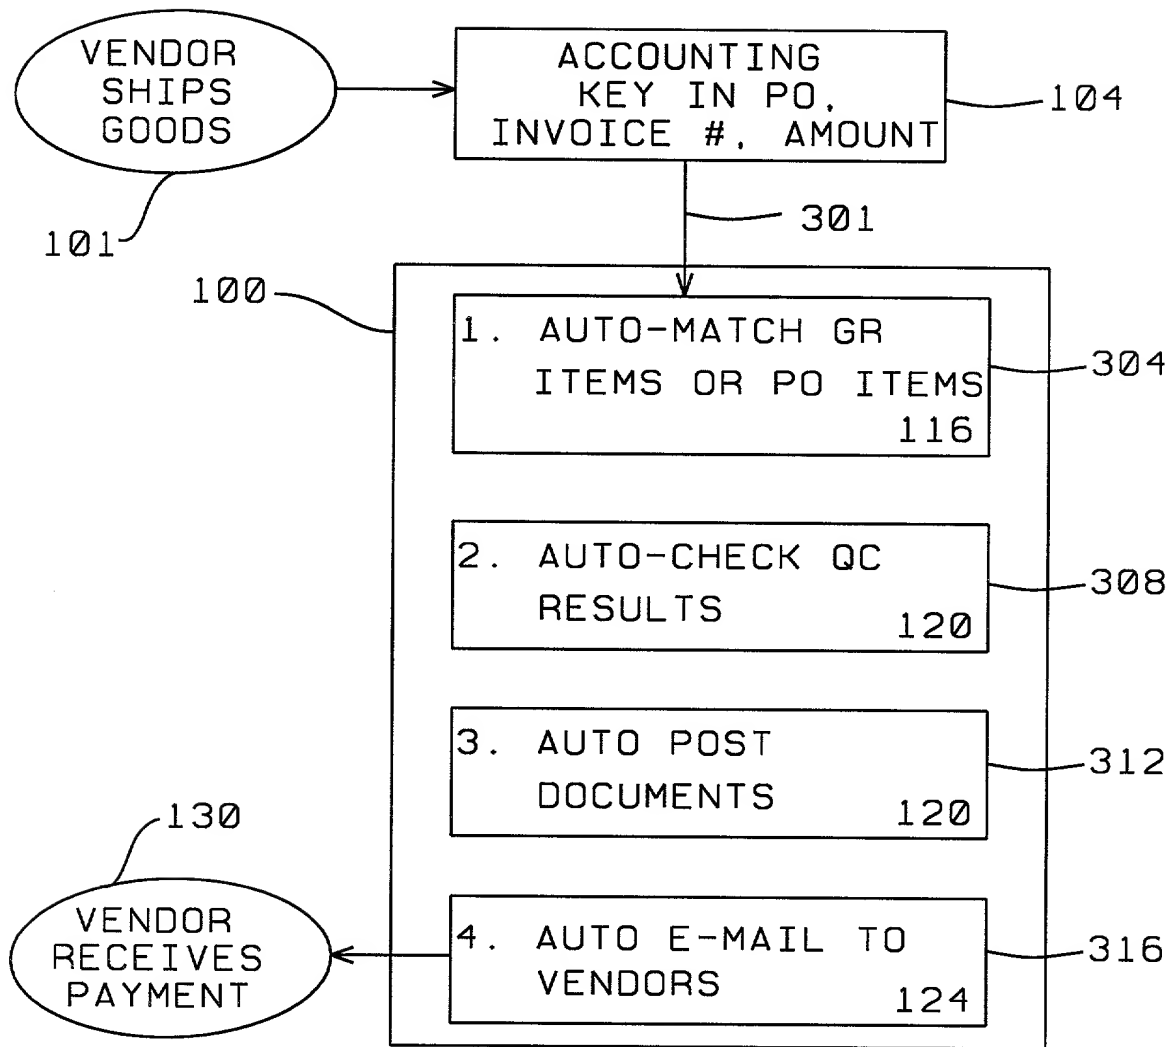 VENDOR
SHIPS
GOODS
101
ACCOUNTING
KEY IN PO,
INVOICE #, AMOUNT
104
301
100
1. AUTO-MATCH GR
ITEMS OR PO ITEMS
116
304
2. AUTO-CHECK QC
RESULTS
120
308
3. AUTO POST
DOCUMENTS
120
312
4. AUTO E-MAIL TO
VENDORS
124
316
130
VENDOR
RECEIVES
PAYMENT